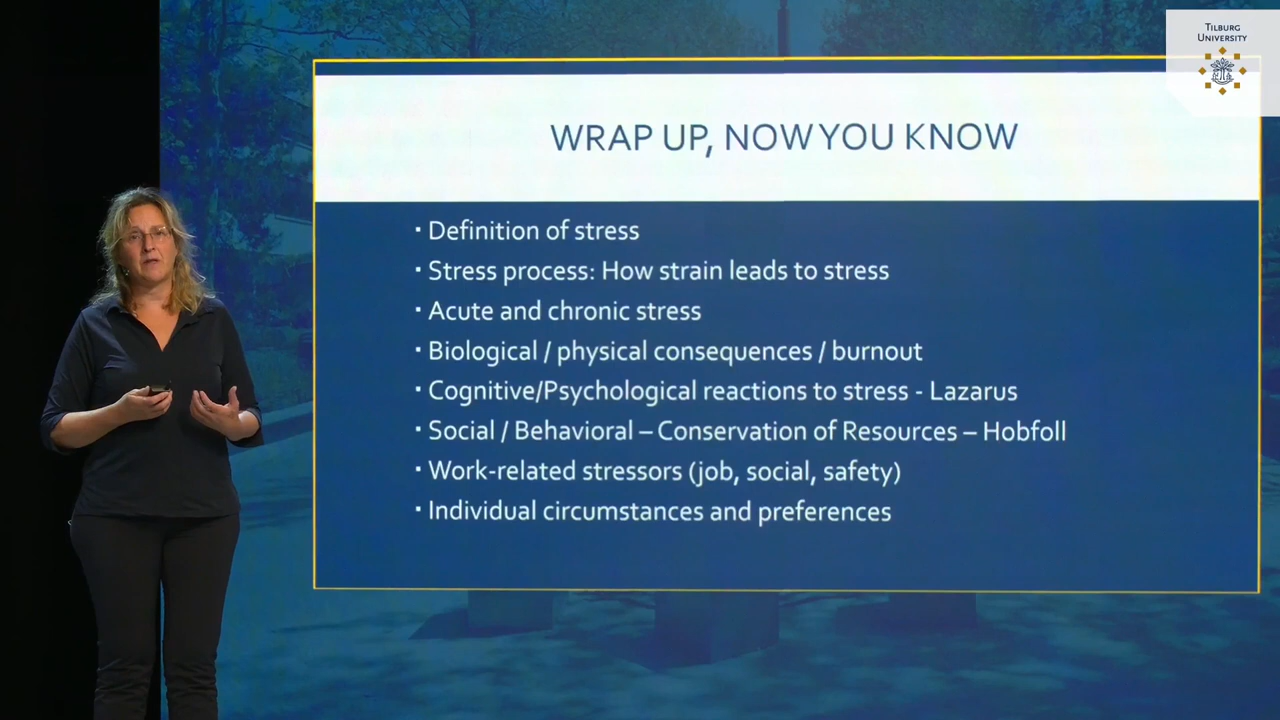 TILBURG
UNIVERSITY
WRAP UP, NOW YOU KNOW
▪ Definition of stress
▪ Stress process: How strain leads to stress
▪ Acute and chronic stress
▪ Biological / physical consequences / burnout
▪ Cognitive/Psychological reactions to stress - Lazarus
▪ Social / Behavioral – Conservation of Resources – Hobfoll
▪ Work-related stressors (job, social, safety)
▪ Individual circumstances and preferences